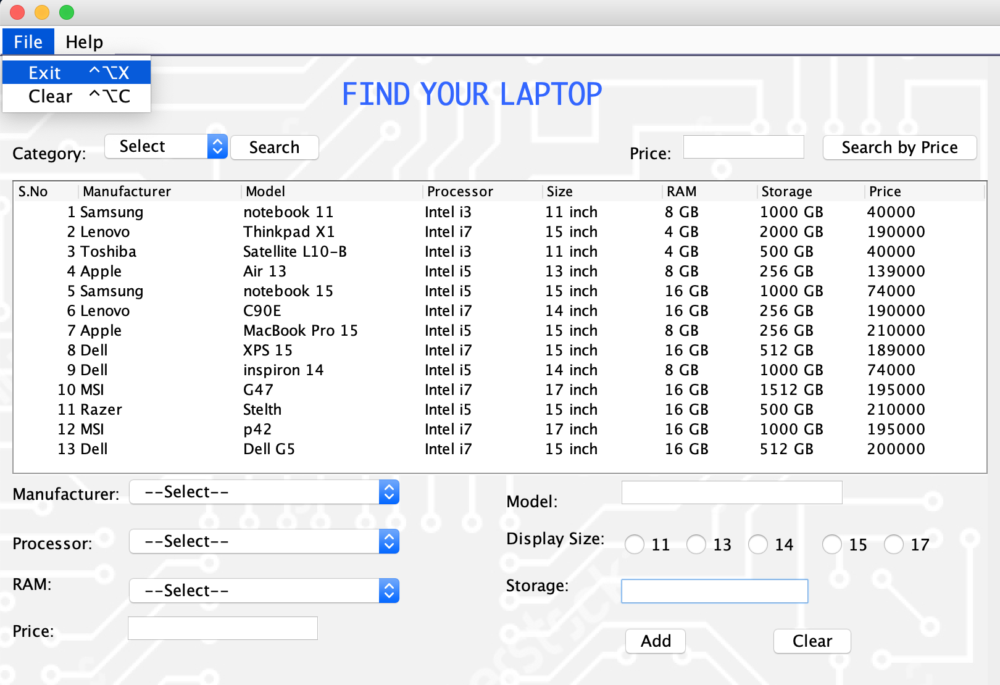 File Help
Exit ^⌥X
Clear ^⌥C
FIND YOUR LAPTOP
Category: Select Search Price: Search by Price
S.No Manufacturer Model Processor Size RAM Storage Price
1 Samsung notebook 11 Intel i3 11 inch 8 GB 1000 GB 40000
2 Lenovo Thinkpad X1 Intel i7 15 inch 4 GB 2000 GB 190000
3 Toshiba Satellite L10-B Intel i3 11 inch 4 GB 500 GB 40000
4 Apple Air 13 Intel i5 13 inch 8 GB 256 GB 139000
5 Samsung notebook 15 Intel i5 15 inch 16 GB 1000 GB 74000
6 Lenovo C90E Intel i7 14 inch 16 GB 256 GB 190000
7 Apple MacBook Pro 15 Intel i5 15 inch 8 GB 256 GB 210000
8 Dell XPS 15 Intel i7 15 inch 16 GB 512 GB 189000
9 Dell inspiron 14 Intel i5 14 inch 8 GB 1000 GB 74000
10 MSI G47 Intel i7 17 inch 16 GB 1512 GB 195000
11 Razer Stelth Intel i5 15 inch 16 GB 500 GB 210000
12 MSI p42 Intel i7 17 inch 16 GB 1000 GB 195000
13 Dell Dell G5 Intel i7 15 inch 16 GB 512 GB 200000
Manufacturer: --Select-- Model:
Processor: --Select-- Display Size: 11 13 14 15 17
RAM: --Select-- Storage:
Price:
Add Clear